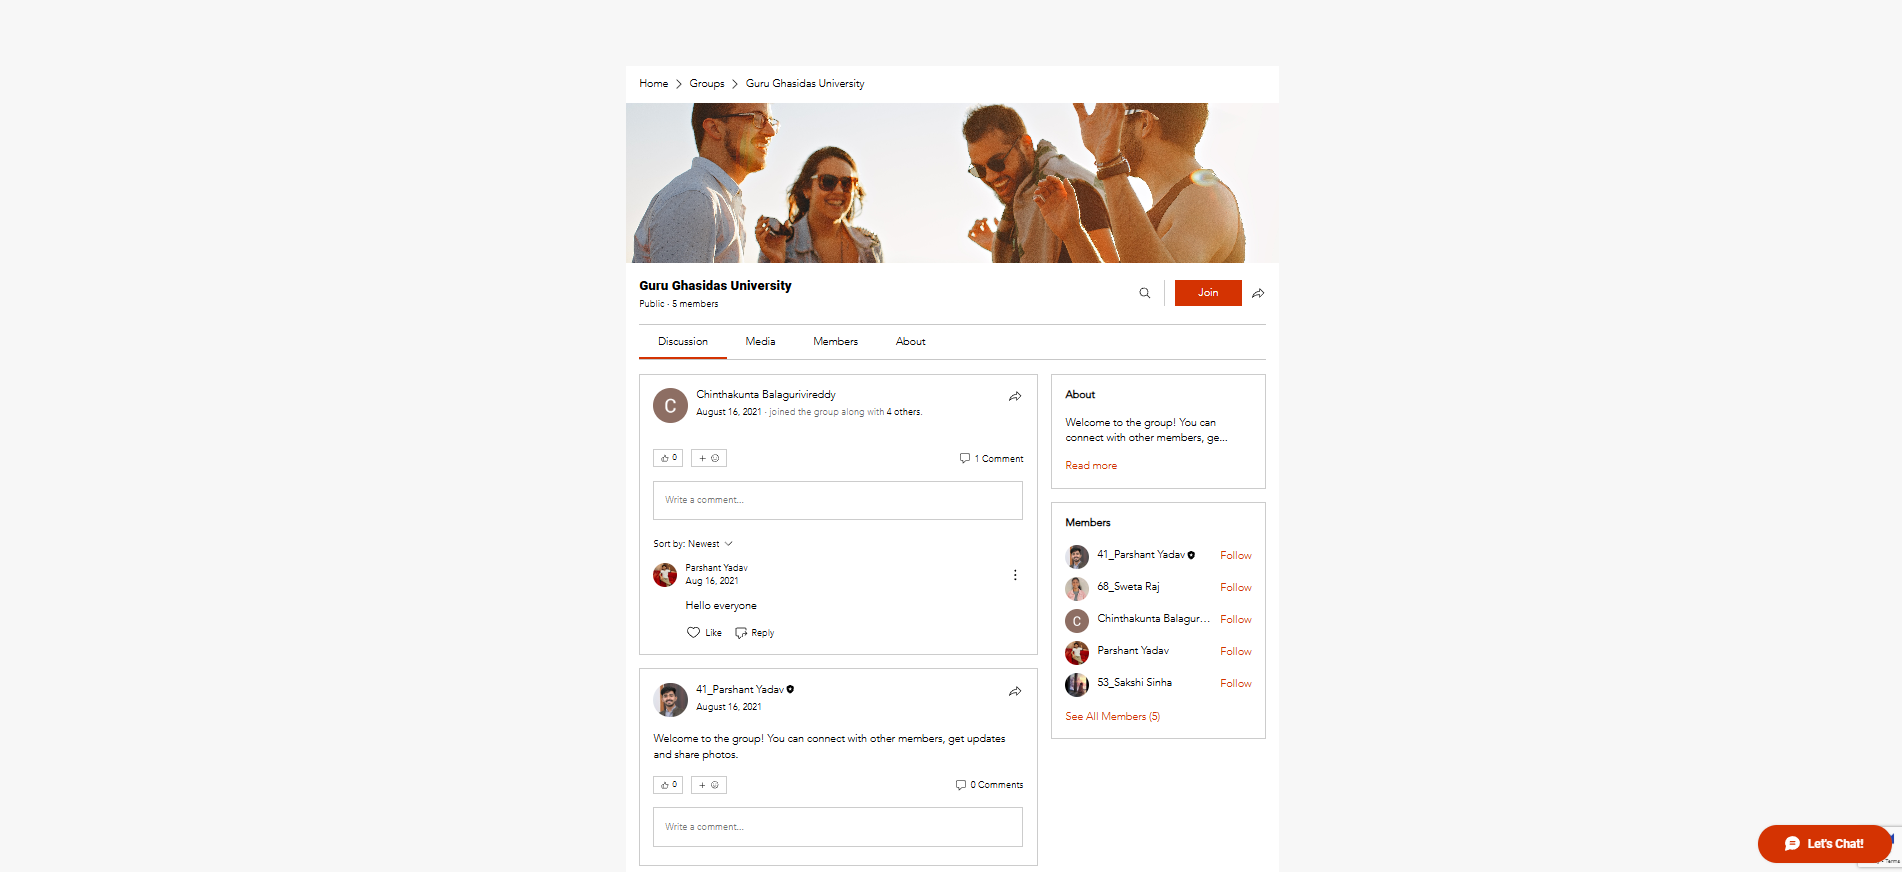 Home > Groups > Guru Ghasidas University
Guru Ghasidas University
Public · 5 members
Join
Discussion Media Members About
C
Chinthakunta Balagurivireddy
August 16, 2021 · joined the group along with 4 others.
0 + 1 Comment
Write a comment...
Sort by: Newest
Parshant Yadav
Aug 16, 2021
Hello everyone
Like Reply
41_Parshant Yadav
August 16, 2021
Welcome to the group! You can connect with other members, get updates
and share photos.
0 + 0 Comments
Write a comment...
About
Welcome to the group! You can
connect with other members, ge...
Read more
Members
41_Parshant Yadav Follow
68_Sweta Raj Follow
C Chinthakunta Balagur... Follow
Parshant Yadav Follow
53_Sakshi Sinha Follow
See All Members (5)
Let's Chat!
Terms